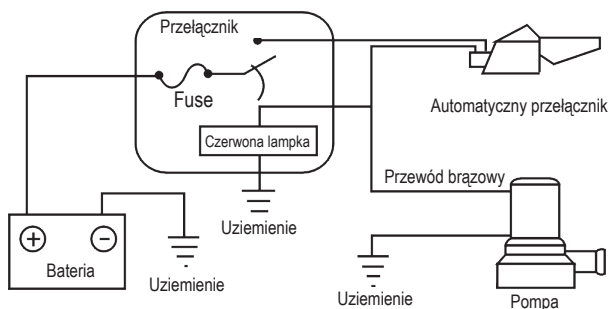 Przełącznik
Fuse
Automatyczny przełącznik
Czerwona lampka
Przewód brązowy
Uziemienie
+ -
Bateria
Uziemienie
Uziemienie
Pompa